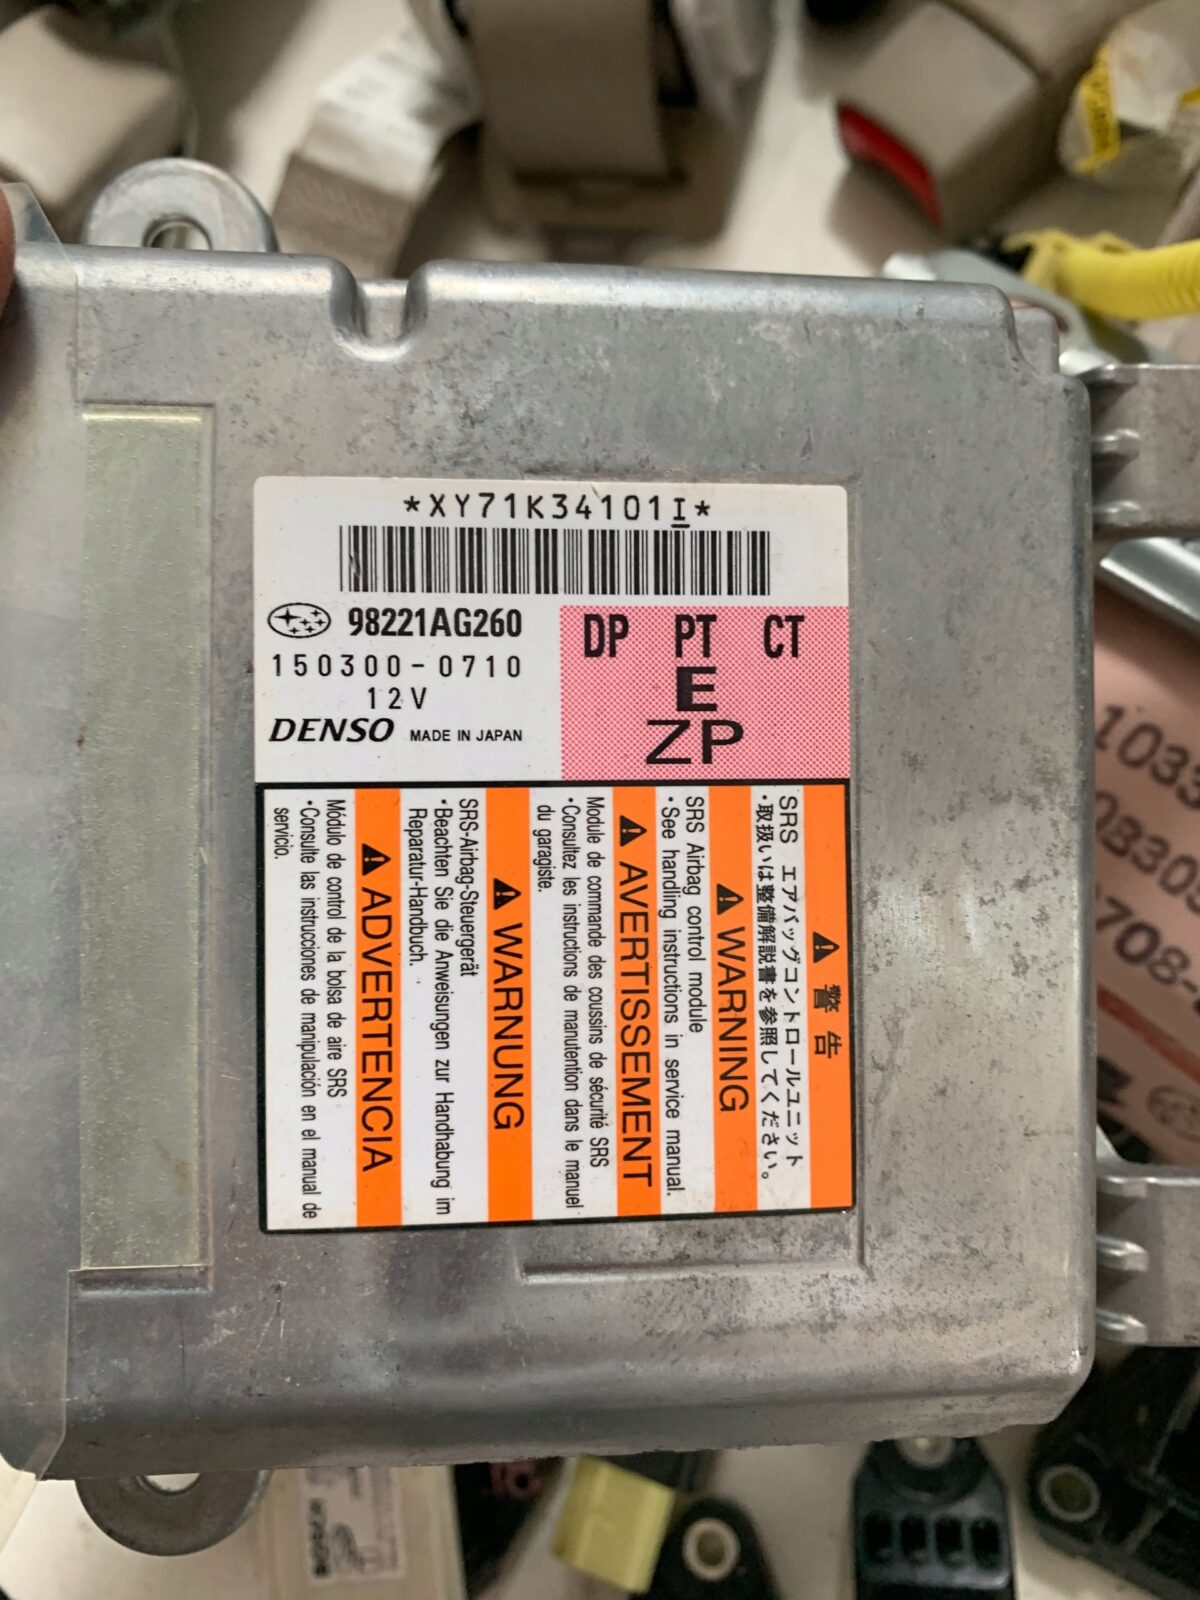 *XY71K34101I*
98221AG260
150300-0710
12V
DENSO MADE IN JAPAN
DP PT CT
E
ZP
警告
SRS エアバッグコントロールユニット
・取扱いは整備解説書を参照してください。
WARNING
SRS Airbag control module
・See handling instructions in service manual.
AVERTISSEMENT
Module de commande des coussins de sécurité SRS
・Consultez les instructions de manutention dans le manuel
du garagiste.
WARNUNG
SRS-Airbag-Steuergerät
・Beachten Sie die Anweisungen zur Handhabung im
Reparatur-Handbuch.
ADVERTENCIA
Módulo de control de la bolsa de aire SRS
・Consulte las instrucciones de manipulación en el manual de
servicio.